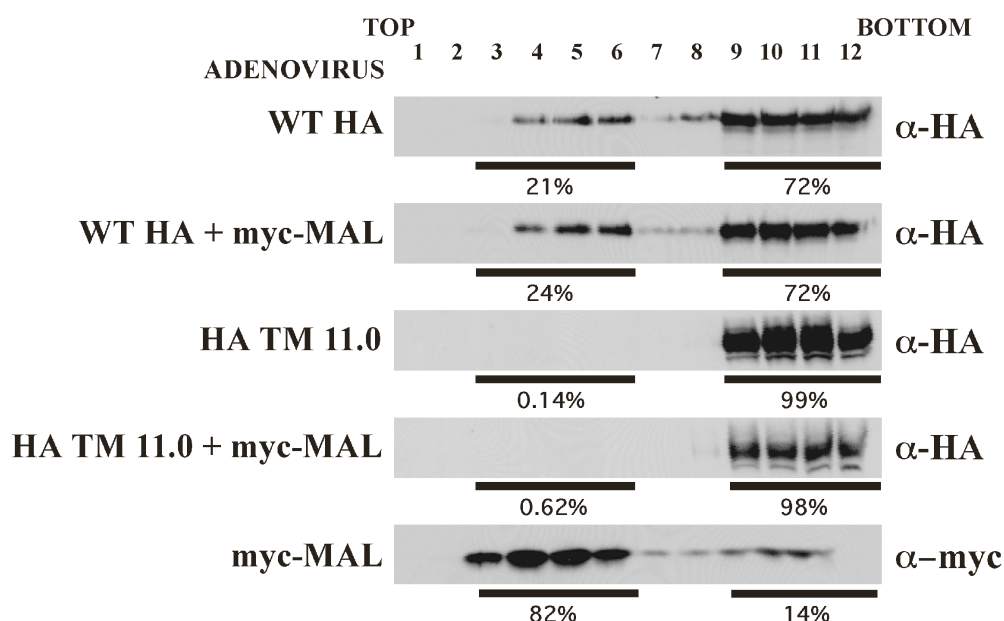 TOP BOTTOM
1 2 3 4 5 6 7 8 9 10 11 12
ADENOVIRUS
WT HA α-HA
21% 72%
WT HA + myc-MAL α-HA
24% 72%
HA TM 11.0 α-HA
0.14% 99%
HA TM 11.0 + myc-MAL α-HA
0.62% 98%
myc-MAL α–myc
82% 14%